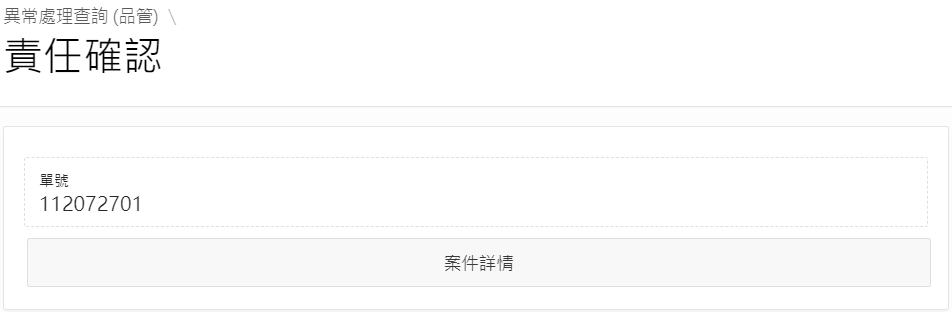 異常處理查詢 (品管) \
責任確認
單號
112072701
案件詳情